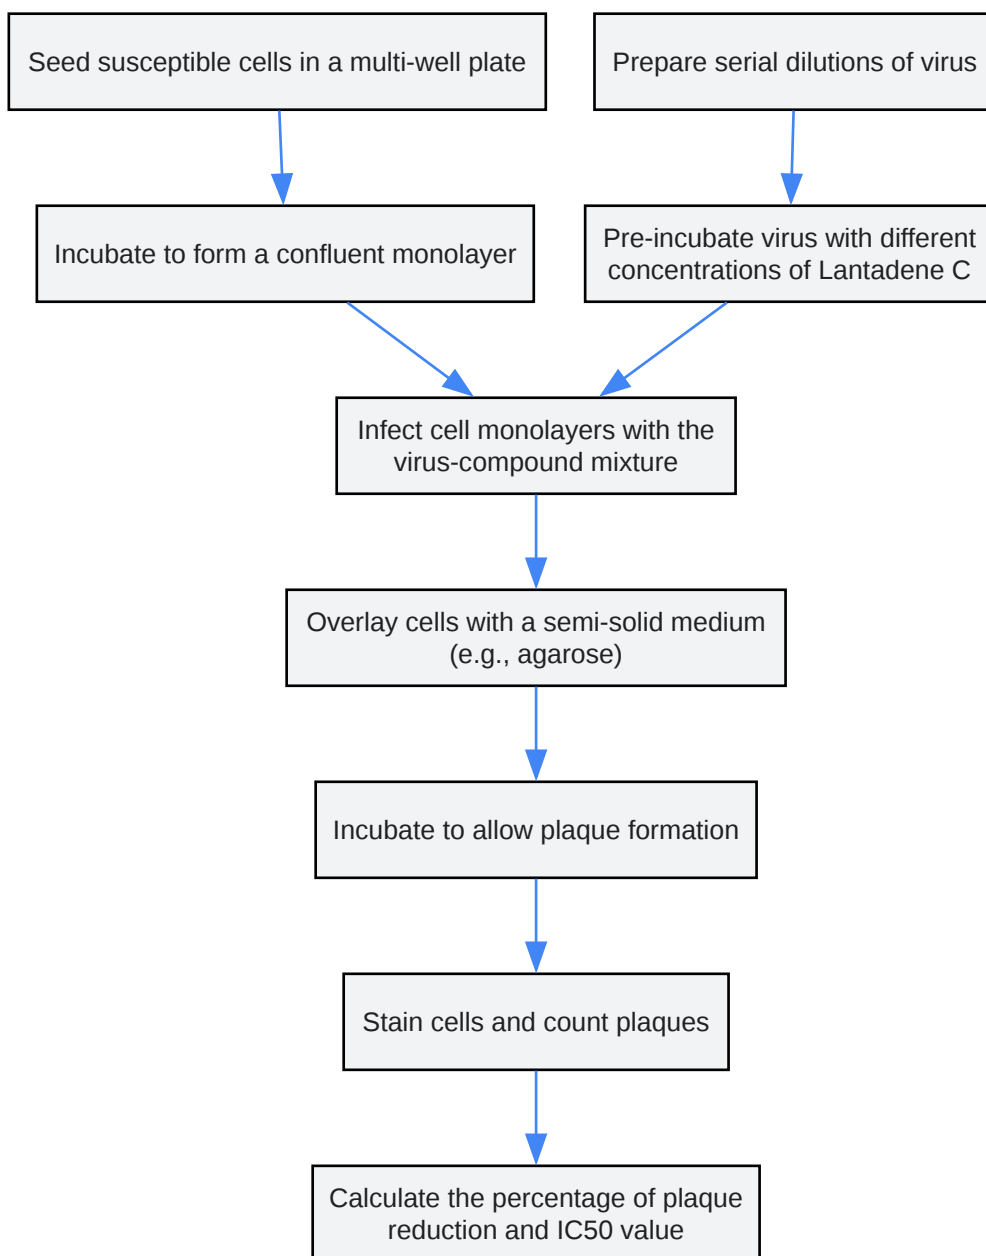 Seed susceptible cells in a multi-well plate
Prepare serial dilutions of virus
Incubate to form a confluent monolayer
Pre-incubate virus with different
concentrations of Lantadene C
Infect cell monolayers with the
virus-compound mixture
Overlay cells with a semi-solid medium
(e.g., agarose)
Incubate to allow plaque formation
Stain cells and count plaques
Calculate the percentage of plaque
reduction and IC50 value